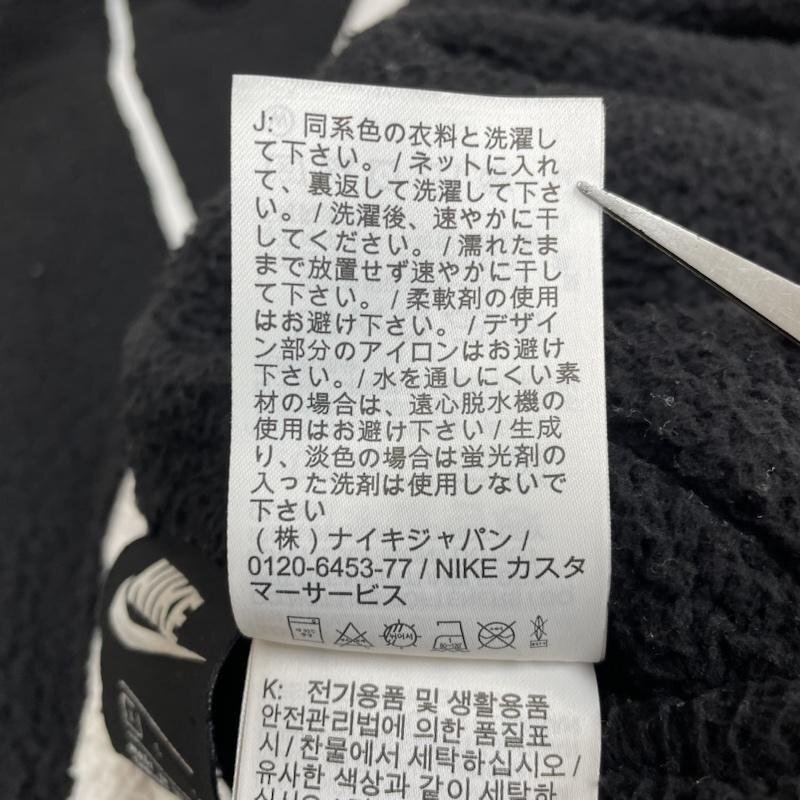 J: 同系色の衣料と洗濯し
て下さい。 / ネットに入れ
て、裏返して洗濯して下さ
い。 / 洗濯後、速やかに干
してください。 / 濡れたま
まで放置せず速やかに干し
て下さい。 / 柔軟剤の使用
はお避け下さい。 / デザイ
ン部分のアイロンはお避け
下さい。 / 水を通しにくい素
材の場合は、遠心脱水機の
使用はお避け下さい / 生成
り、淡色の場合は蛍光剤の
入った洗剤は使用しないで
下さい
( 株 ) ナイキジャパン /
0120-6453-77 / NIKE カスタ
マーサービス
K: 전기용품 및 생활용품
안전관리법에 의한 품질표
시 / 찬물에서 세탁하십시오 /
유사한 색상과 같이 세탁하
십시오
NIKE